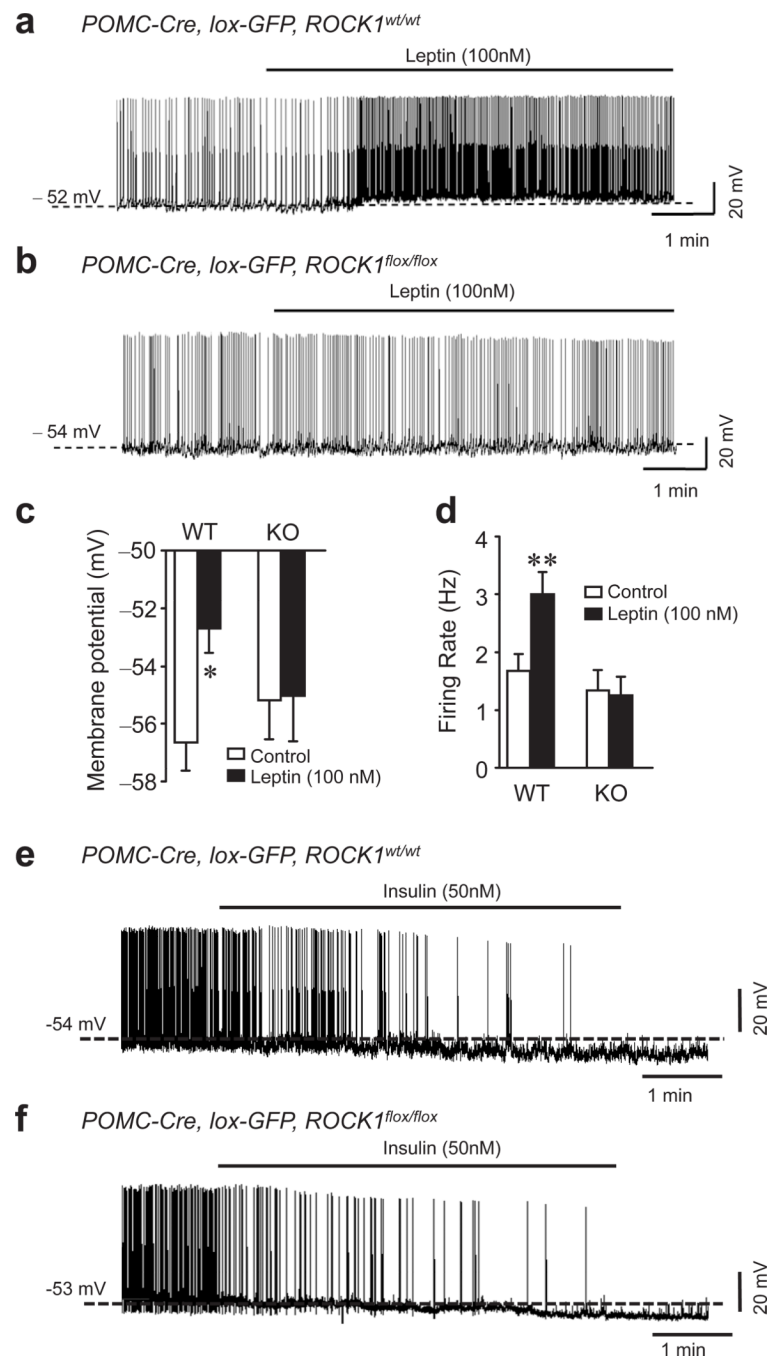 a POMC-Cre, lox-GFP, ROCK1wt/wt
Leptin (100nM)
– 52 mV
20 mV
1 min
b POMC-Cre, lox-GFP, ROCK1flox/flox
Leptin (100nM)
– 54 mV
20 mV
1 min
c
WT KO
Membrane potential (mV)
–50
–52
–54
–56
–58
*
Control
Leptin (100 nM)
d
Firing Rate (Hz)
4
3
2
1
0
**
Control
Leptin (100 nM)
WT KO
e POMC-Cre, lox-GFP, ROCK1wt/wt
Insulin (50nM)
-54 mV
20 mV
1 min
f POMC-Cre, lox-GFP, ROCK1flox/flox
Insulin (50nM)
-53 mV
20 mV
1 min